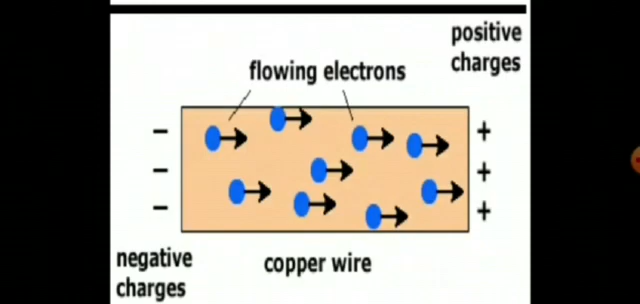 positive
charges
flowing electrons
− +
− +
− +
negative
charges
copper wire